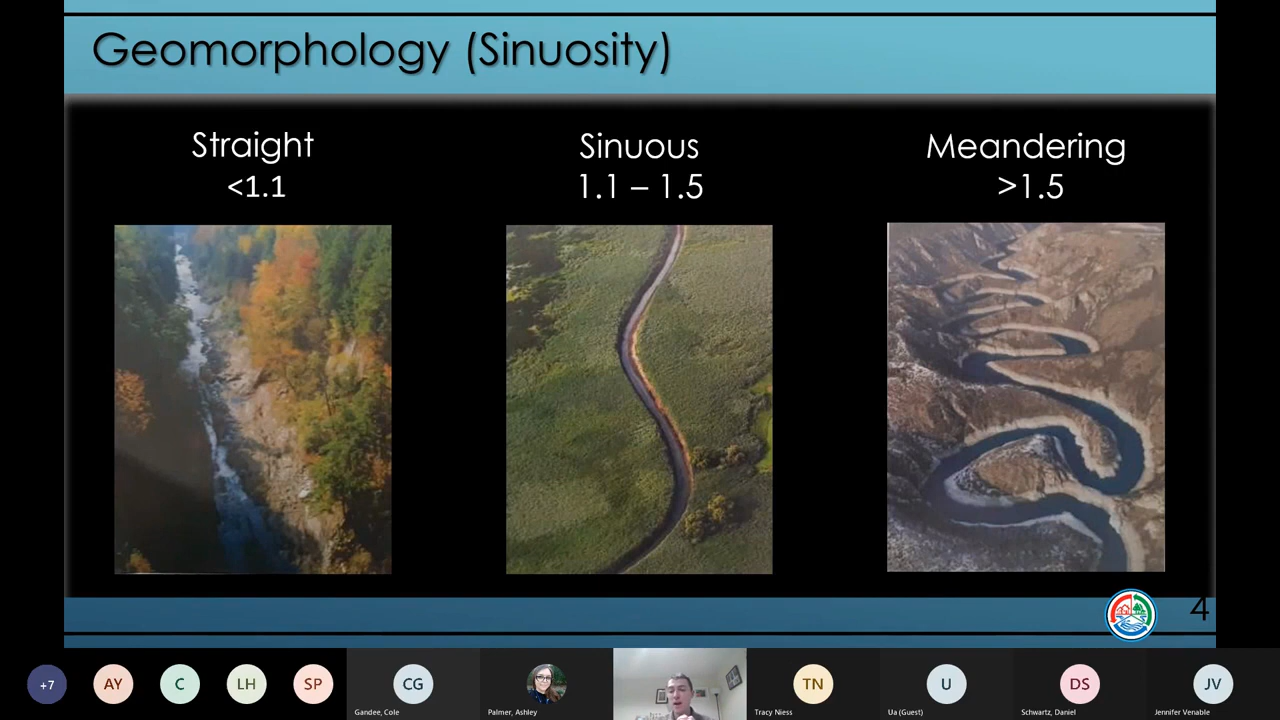 Geomorphology (Sinuosity)
Straight
<1.1
Sinuous
1.1 – 1.5
Meandering
>1.5
4
+7
AY
C
LH
SP
CG
Gandee, Cole
Palmer, Ashley
TN
Tracy Niess
U
Ua (Guest)
DS
Schwartz, Daniel
JV
Jennifer Venable